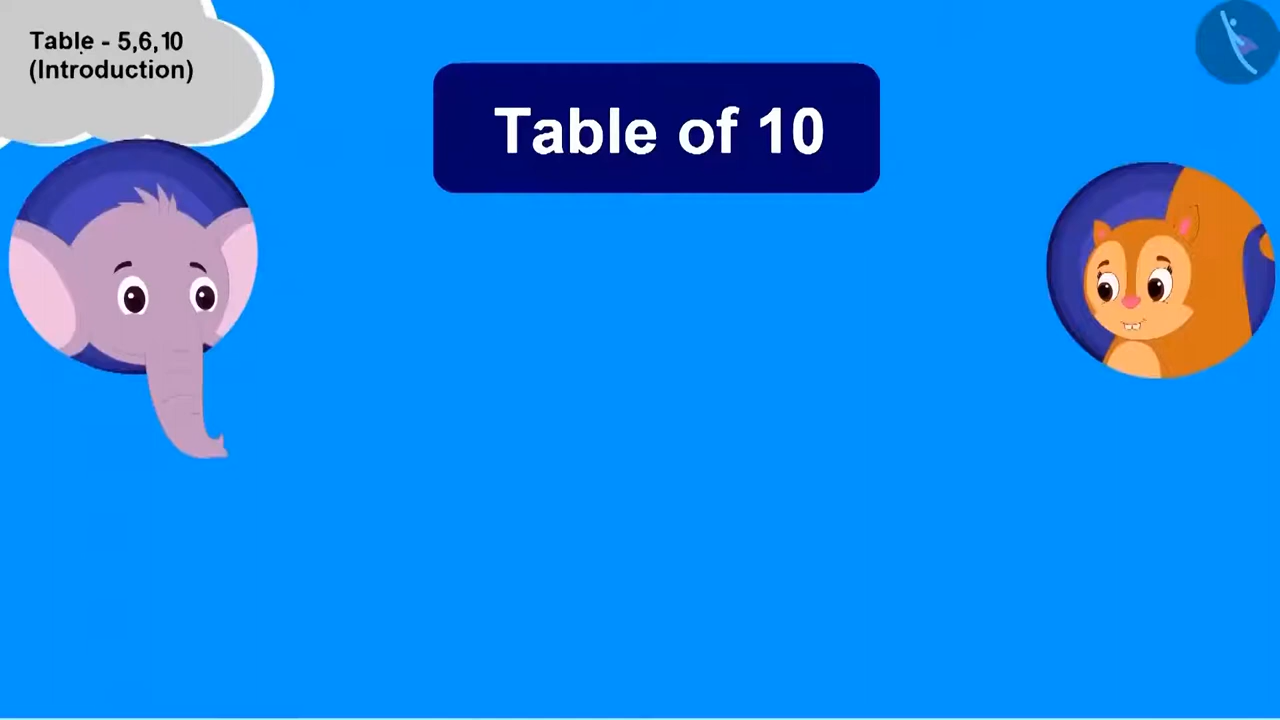 Table - 5,6,10
(Introduction)
Table of 10